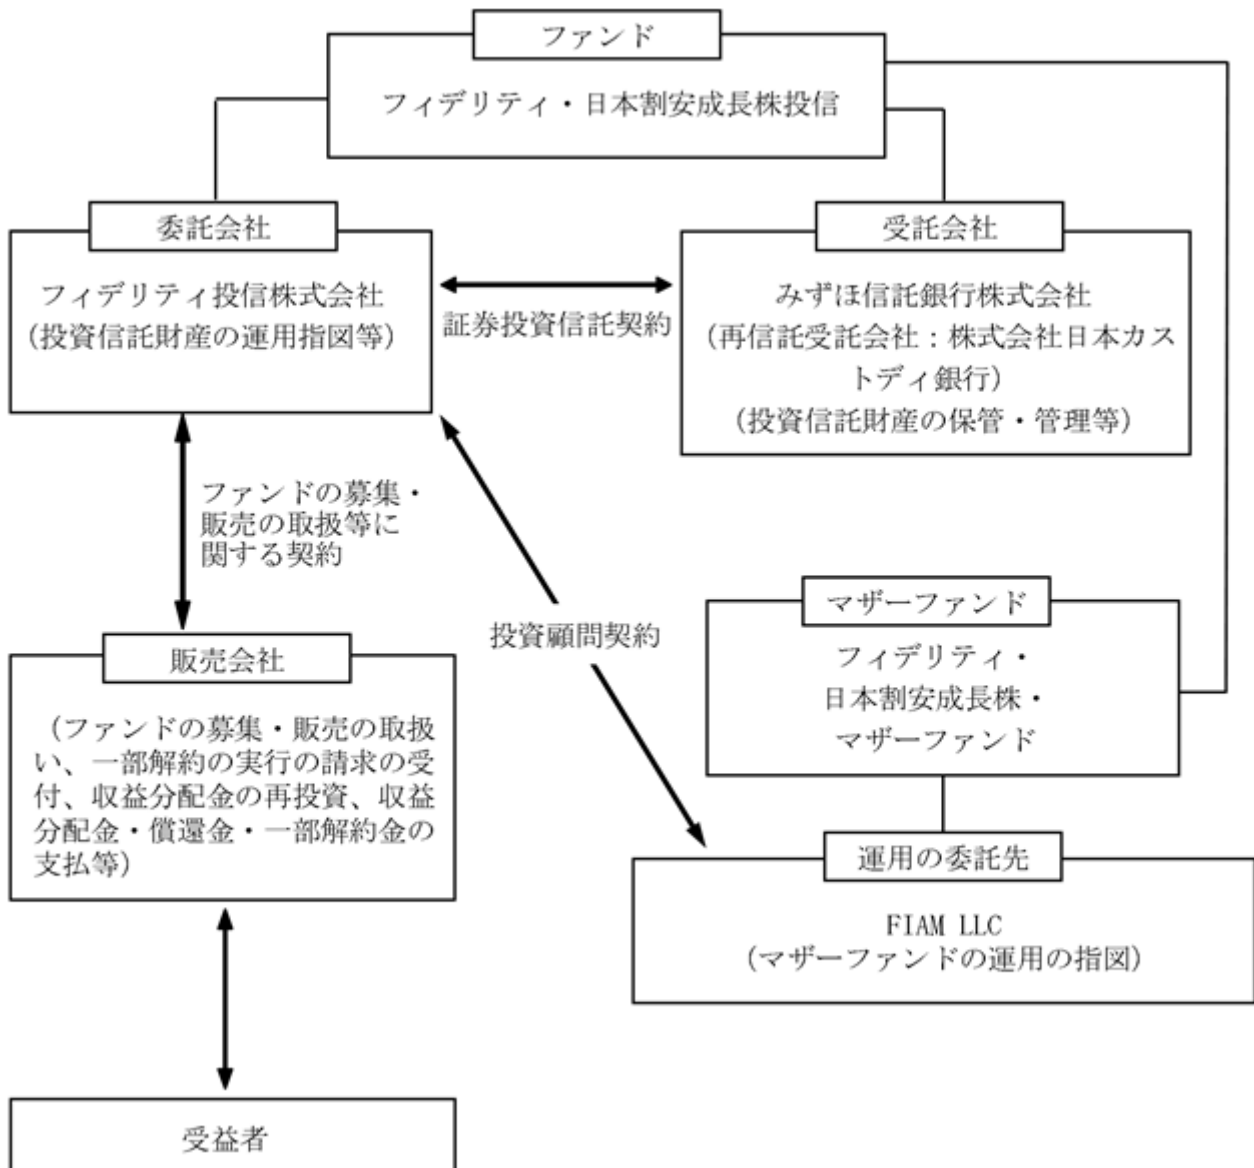 ファンド
フィデリティ・日本割安成長株投信
委託会社
フィデリティ投信株式会社
（投資信託財産の運用指図等）
証券投資信託契約
受託会社
みずほ信託銀行株式会社
（再信託受託会社：株式会社日本カス
トディ銀行）
（投資信託財産の保管・管理等）
ファンドの募集・
販売の取扱等に
関する契約
投資顧問契約
マザーファンド
フィデリティ・
日本割安成長株・
マザーファンド
販売会社
（ファンドの募集・販売の取扱
い、一部解約の実行の請求の受
付、収益分配金の再投資、収益
分配金・償還金・一部解約金の
支払等）
運用の委託先
FIAM LLC
（マザーファンドの運用の指図）
受益者